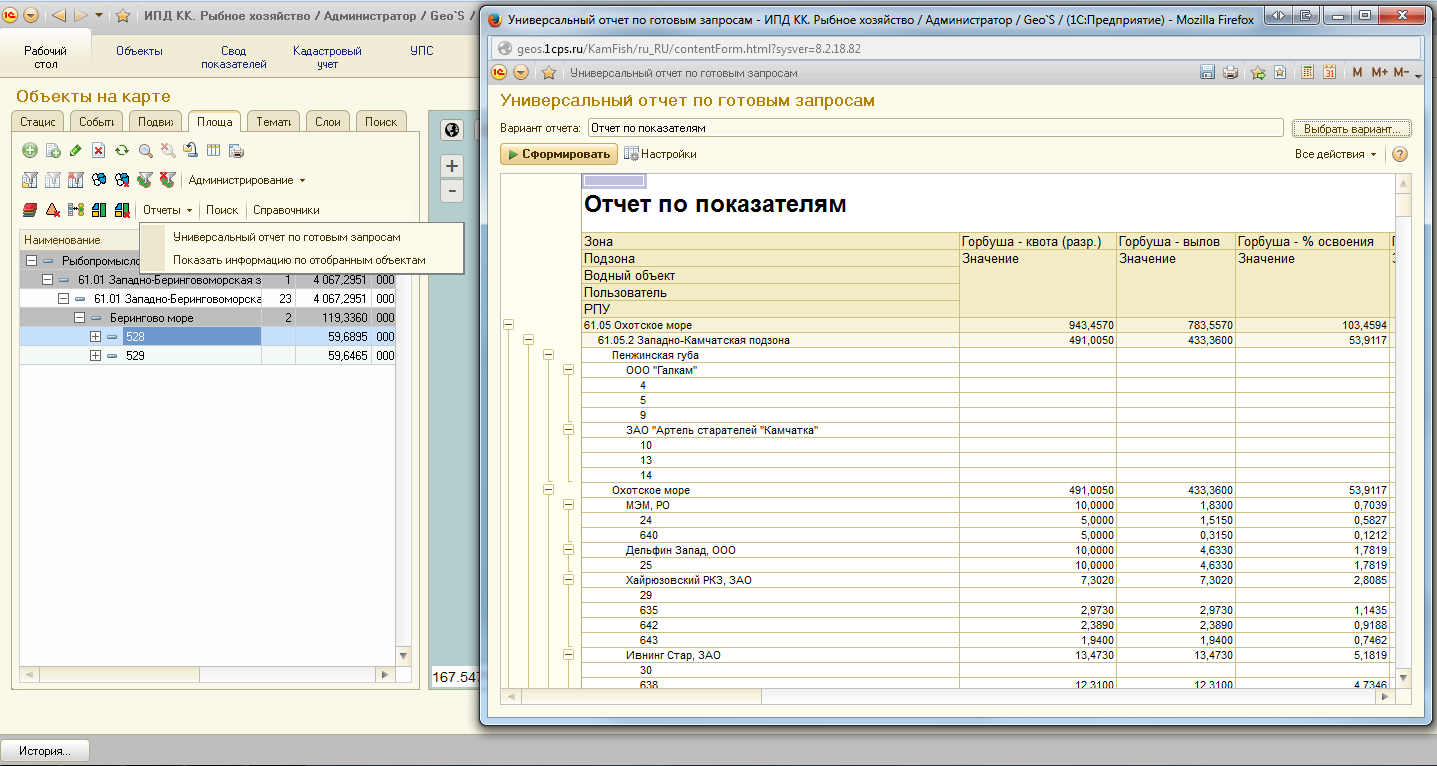 ИПД КК. Рыбное хозяйство / Администратор / Geo`S /
Рабочий стол
Объекты
Свод показателей
Кадастровый учет
УПС
Объекты на карте
Стацис
Событи
Подвиж
Площа
Темати
Слои
Поиск
Администрирование
Отчеты
Поиск
Справочники
Универсальный отчет по готовым запросам
Показать информацию по отобранным объектам
Наименование
Рыбопромысло
61.01 Западно-Беринговоморская з 1 4 067,2951 000
61.01 Западно-Беринговоморска 23 4 067,2951 000
Берингово море 2 119,3360 000
528 59,6895 000
529 59,6465 000
167.547
История...
Универсальный отчет по готовым запросам - ИПД КК. Рыбное хозяйство / Администратор / Geo`S / (1С:Предприятие) - Mozilla Firefox
geos.1cps.ru/KamFish/ru_RU/contentForm.html?sysver=8.2.18.82
Универсальный отчет по готовым запросам
31
M M+ M-
Универсальный отчет по готовым запросам
Вариант отчета: Отчет по показателям
Выбрать вариант...
Сформировать
Настройки
Все действия
?
Отчет по показателям
Зона Горбуша - квота (разр.) Горбуша - вылов Горбуша - % освоения
Подзона Значение Значение Значение
Водный объект
Пользователь
РПУ
61.05 Охотское море 943,4570 783,5570 103,4594
61.05.2 Западно-Камчатская подзона 491,0050 433,3600 53,9117
Пенжинская губа
ООО "Галкам"
4
5
9
ЗАО "Артель старателей "Камчатка"
10
13
14
Охотское море 491,0050 433,3600 53,9117
МЭМ, РО 10,0000 1,8300 0,7039
24 5,0000 1,5150 0,5827
640 5,0000 0,3150 0,1212
Дельфин Запад, ООО 10,0000 4,6330 1,7819
25 10,0000 4,6330 1,7819
Хайрюзовский РКЗ, ЗАО 7,3020 7,3020 2,8085
29
635 2,9730 2,9730 1,1435
642 2,3890 2,3890 0,9188
643 1,9400 1,9400 0,7462
Ивнинг Стар, ЗАО 13,4730 13,4730 5,1819
30
638 12,3100 12,3100 4,7346